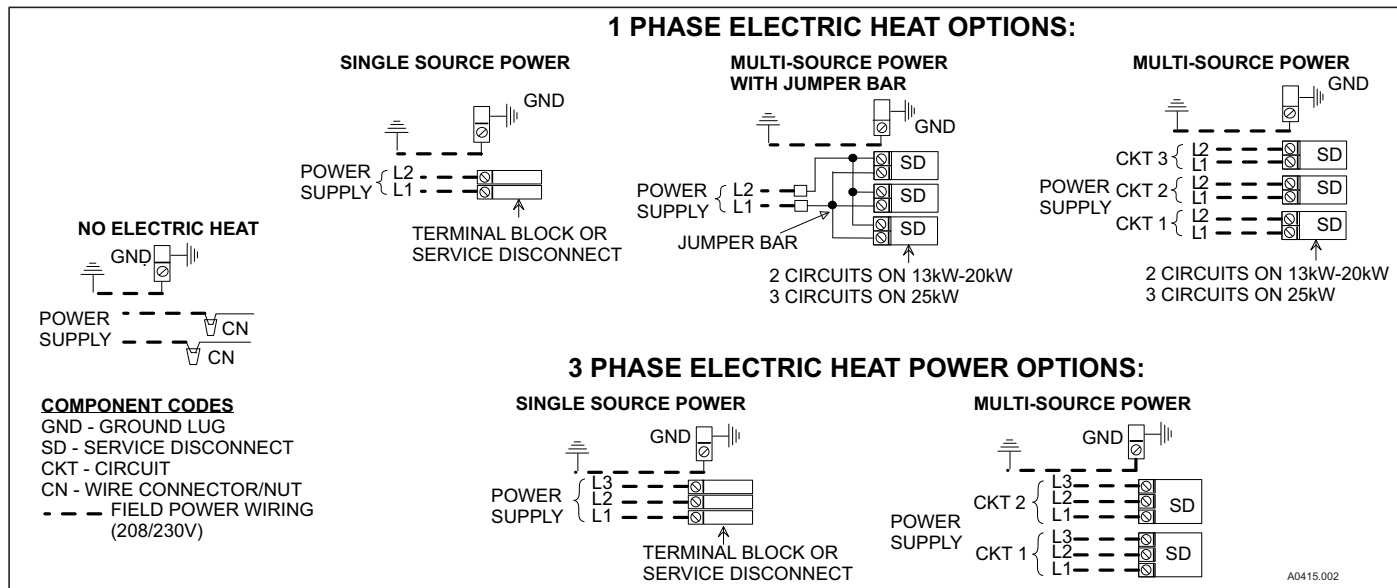 1 PHASE ELECTRIC HEAT OPTIONS:
SINGLE SOURCE POWER
GND
POWER
SUPPLY
L2
L1
TERMINAL BLOCK OR
SERVICE DISCONNECT
MULTI-SOURCE POWER
WITH JUMPER BAR
GND
POWER
SUPPLY
L2
L1
JUMPER BAR
SD
SD
SD
2 CIRCUITS ON 13kW-20kW
3 CIRCUITS ON 25kW
MULTI-SOURCE POWER
GND
POWER
SUPPLY
CKT 3
L2
L1
SD
CKT 2
L2
L1
SD
CKT 1
L2
L1
SD
2 CIRCUITS ON 13kW-20kW
3 CIRCUITS ON 25kW
NO ELECTRIC HEAT
GND
POWER
SUPPLY
CN
CN
COMPONENT CODES
GND - GROUND LUG
SD - SERVICE DISCONNECT
CKT - CIRCUIT
CN - WIRE CONNECTOR/NUT
FIELD POWER WIRING
(208/230V)
3 PHASE ELECTRIC HEAT POWER OPTIONS:
SINGLE SOURCE POWER
GND
POWER
SUPPLY
L3
L2
L1
TERMINAL BLOCK OR
SERVICE DISCONNECT
MULTI-SOURCE POWER
GND
POWER
SUPPLY
CKT 2
L3
L2
L1
SD
CKT 1
L3
L2
L1
SD
A0415.002